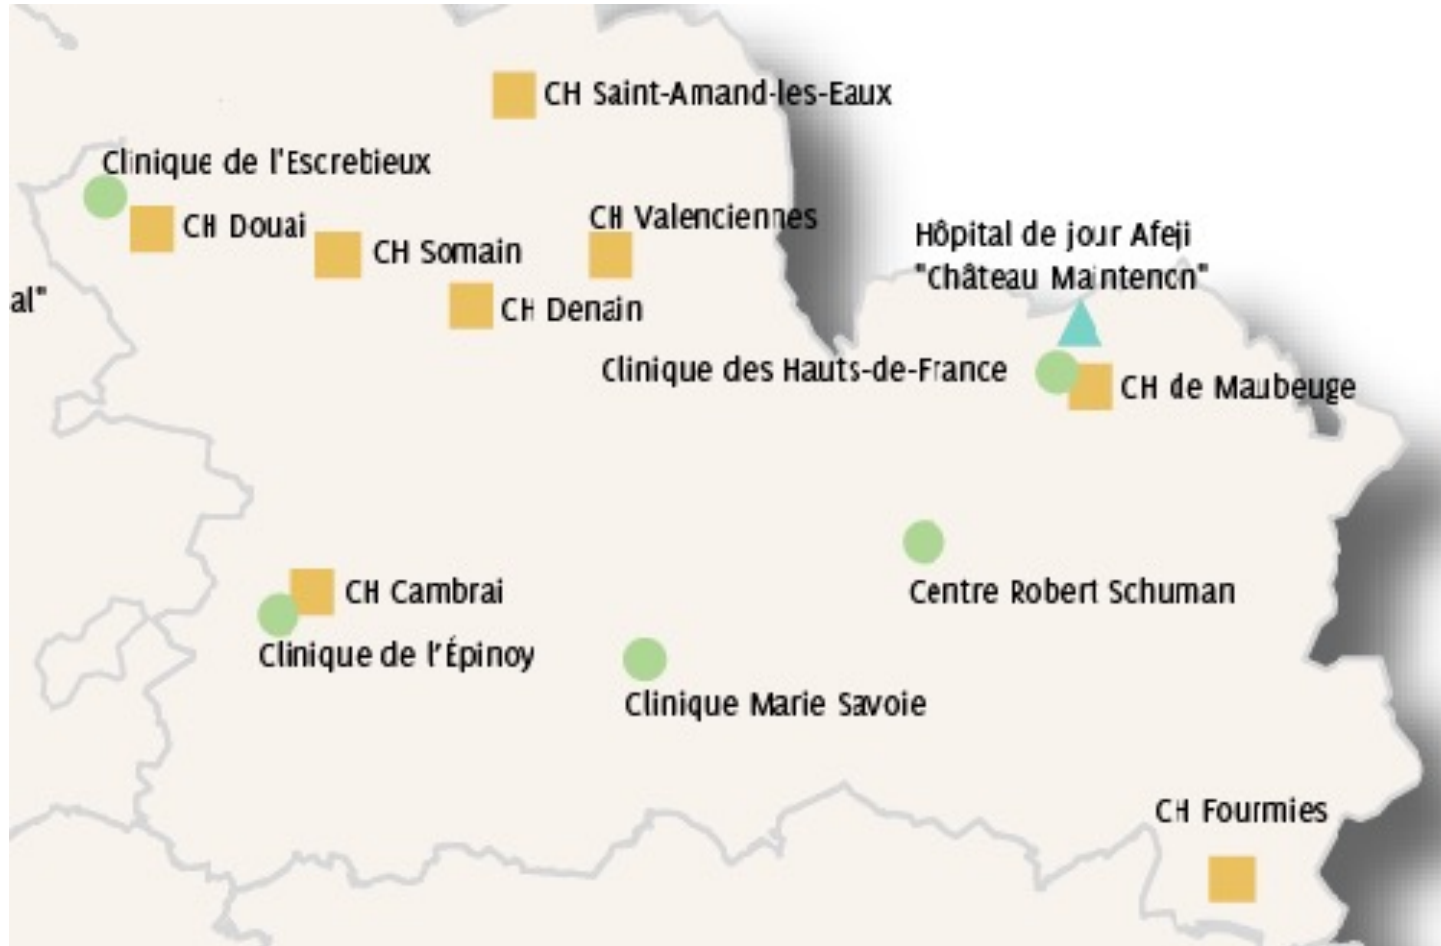 CH Saint-Amand-les-Eaux
Clinique de l'Escrebieux
CH Douai
CH Valenciennes
CH Somain
Hôpital de jour Afeji
"Château Maintenon"
al"
CH Denain
Clinique des Hauts-de-France
CH de Maubeuge
CH Cambrai
Centre Robert Schuman
Clinique de l'Épinoy
Clinique Marie Savoie
CH Fourmies